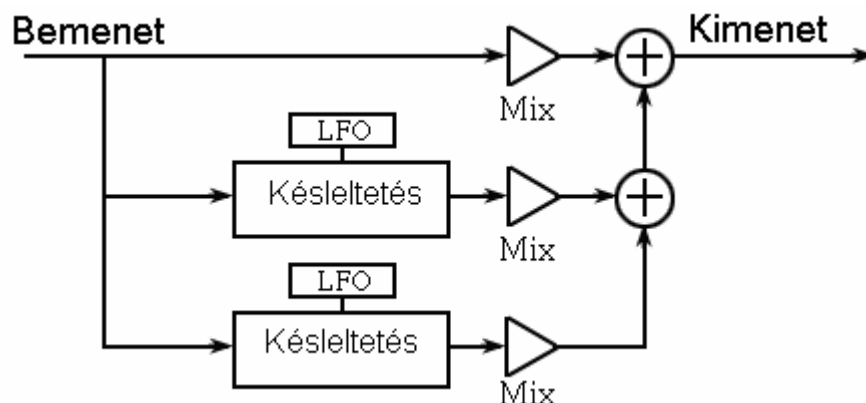 Bemenet
Kimenet
Mix
LFO
Késleltetés
Mix
LFO
Késleltetés
Mix